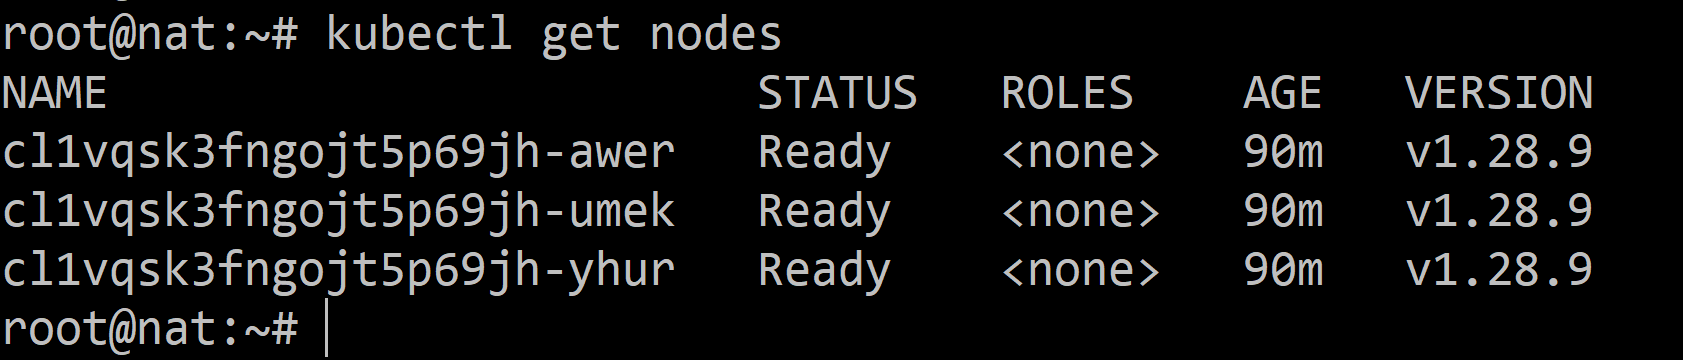 root@nat:~# kubectl get nodes
NAME                        STATUS   ROLES    AGE   VERSION
cl1vqsk3fngojt5p69jh-awer   Ready    <none>   90m   v1.28.9
cl1vqsk3fngojt5p69jh-umek   Ready    <none>   90m   v1.28.9
cl1vqsk3fngojt5p69jh-yhur   Ready    <none>   90m   v1.28.9
root@nat:~#